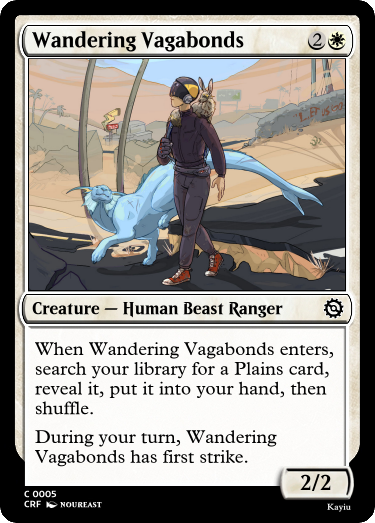 Wandering Vagabonds 2
Creature — Human Beast Ranger
When Wandering Vagabonds enters,
search your library for a Plains card,
reveal it, put it into your hand, then
shuffle.
During your turn, Wandering
Vagabonds has first strike.
2/2
C 0005
CRF NOUREAST
Kayiu